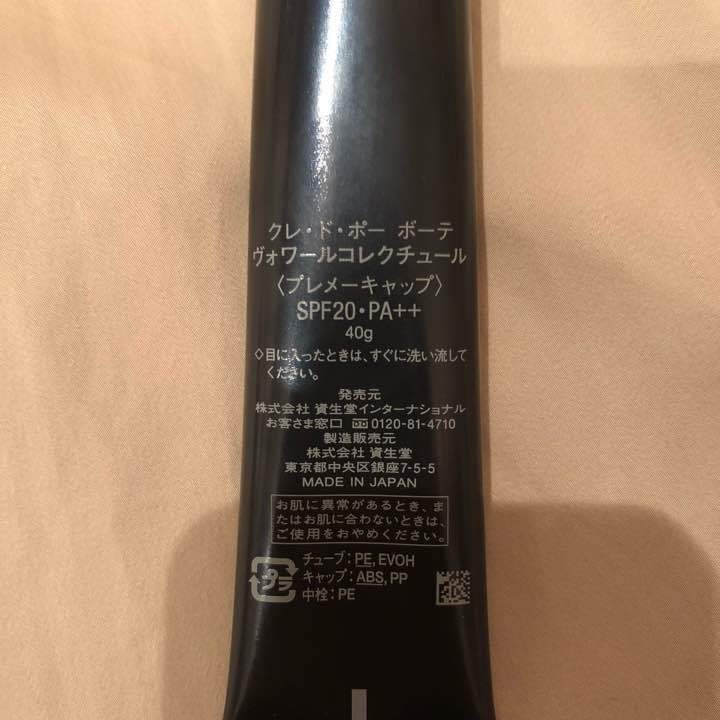 クレ・ド・ポー ボーテ
ヴォワールコレクチュール
〈プレメーキャップ〉
SPF20・PA++
40g
◇目に入ったときは、すぐに洗い流して
ください。
発売元
株式会社 資生堂インターナショナル
お客さま窓口 0120-81-4710
製造販売元
株式会社 資生堂
東京都中央区銀座7-5-5
MADE IN JAPAN
お肌に異常があるとき、ま
たはお肌に合わないときは、
ご使用をおやめください。
プラ
チューブ：PE, EVOH
キャップ：ABS, PP
中栓：PE